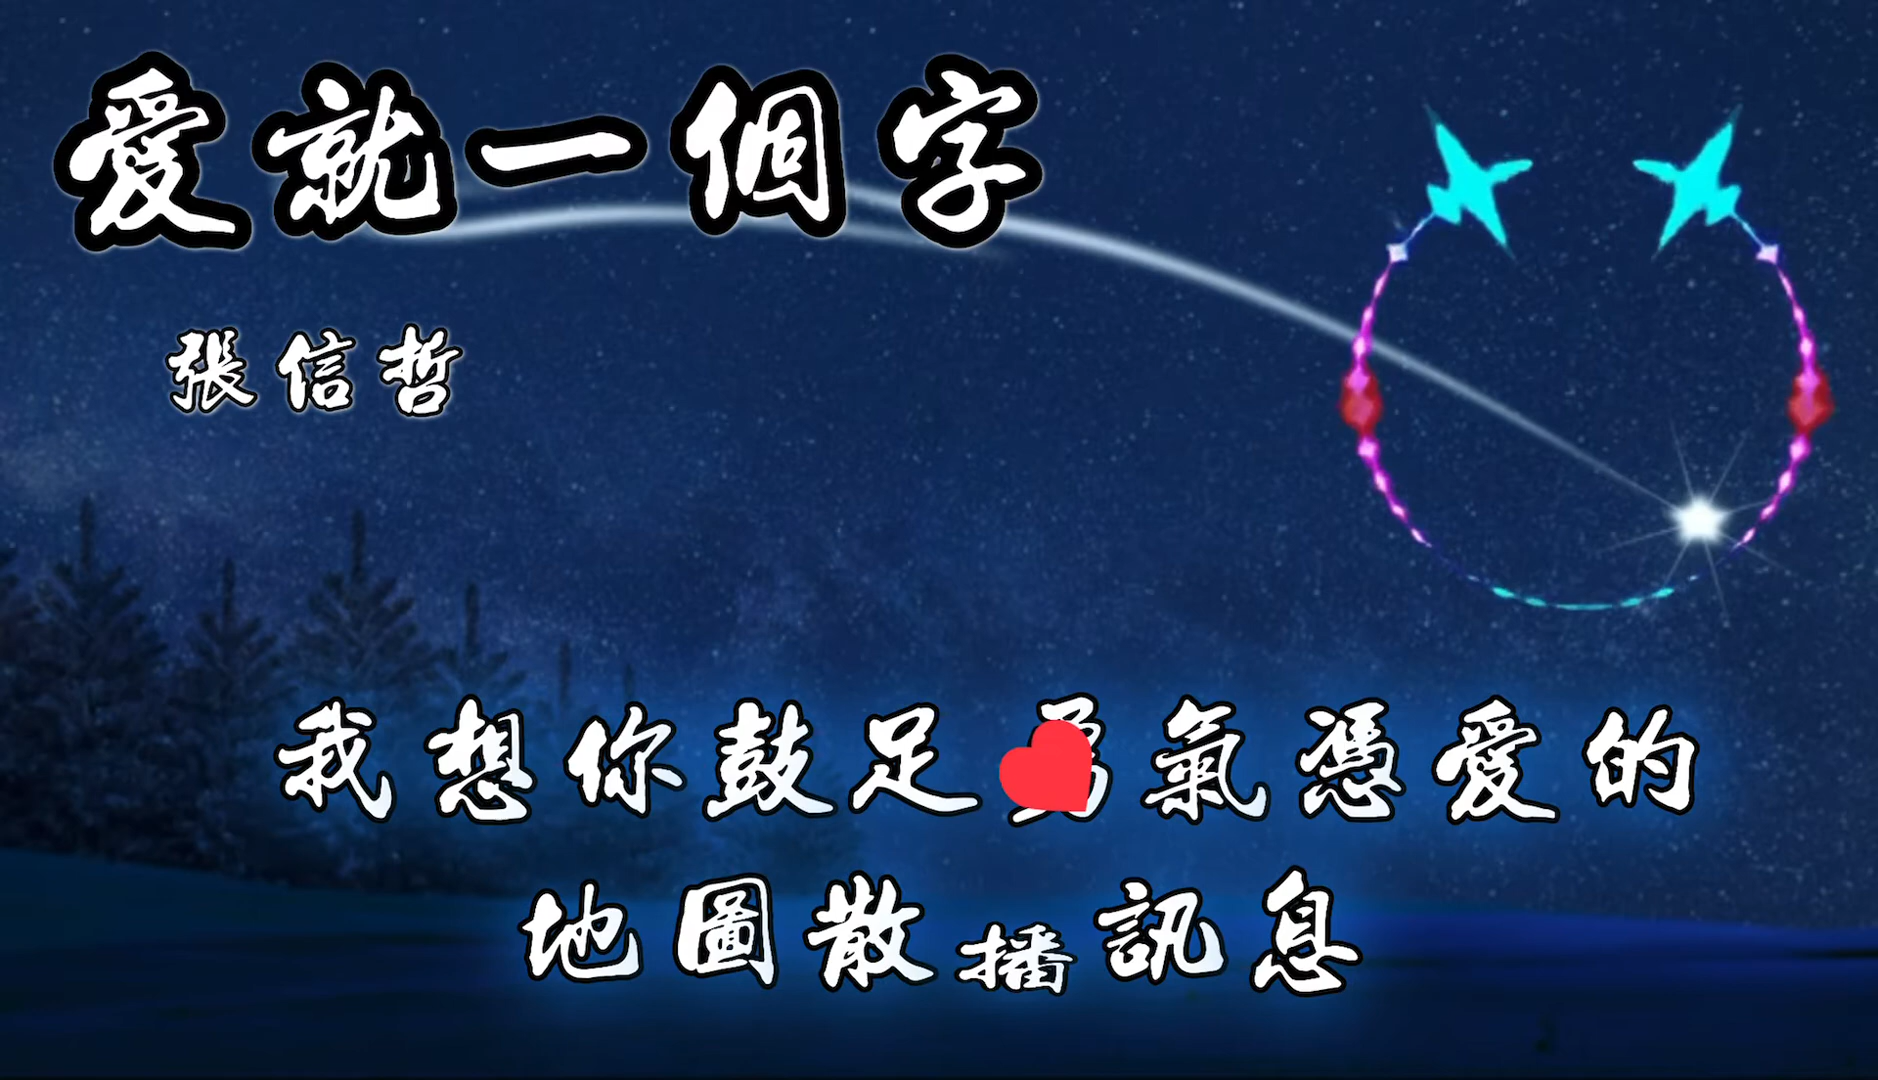 愛就一個字
張信哲
我想你鼓足勇氣憑愛的
地圖散播訊息